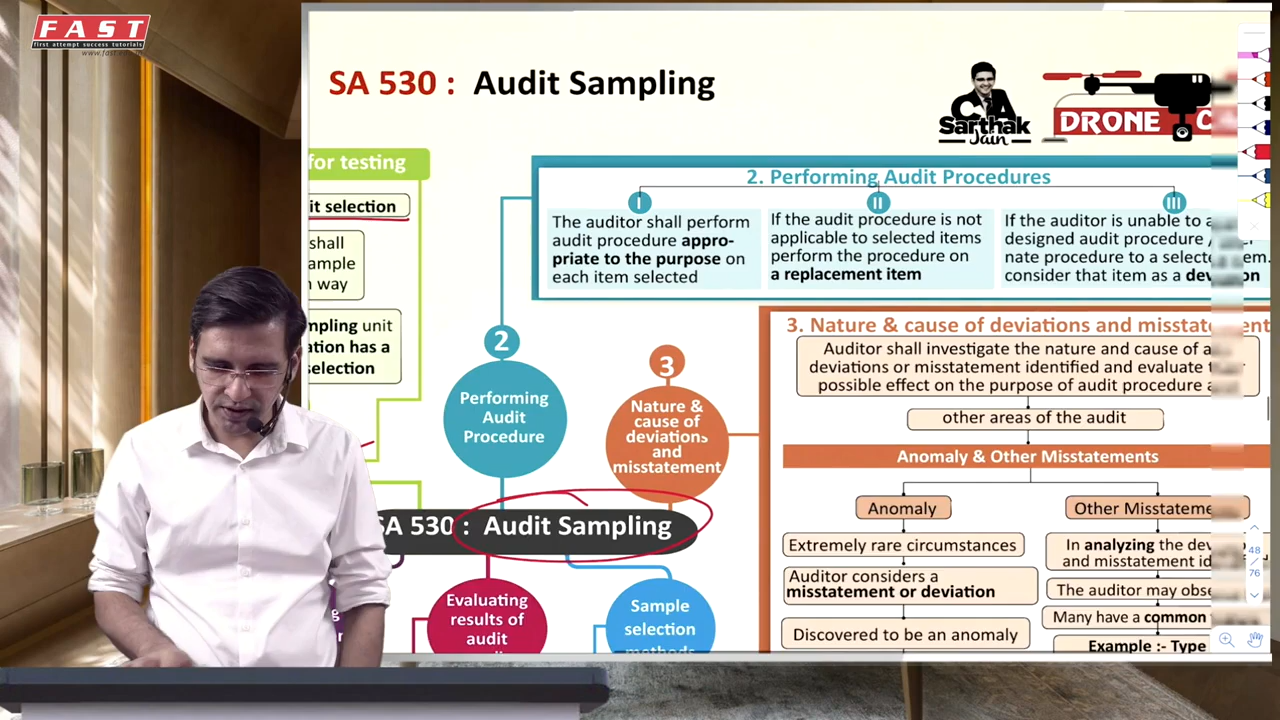 FAST
first attempt success tutorials
SA 530 : Audit Sampling
Sarthak
Jain
DRONE
for testing
it selection
shall
ample
n way
mpling unit
ation has a
selection
2. Performing Audit Procedures
I
II
III
The auditor shall perform
audit procedure appro-
priate to the purpose on
each item selected
If the audit procedure is not
applicable to selected items
perform the procedure on
a replacement item
If the auditor is unable to a
designed audit procedure
nate procedure to a selecte
consider that item as a deviation
2
Performing
Audit
Procedure
3
Nature &
cause of
deviations
and
misstatement
3. Nature & cause of deviations and misstatement
Auditor shall investigate the nature and cause of a
deviations or misstatement identified and evaluate
possible effect on the purpose of audit procedure
other areas of the audit
Anomaly & Other Misstatements
Anomaly
Extremely rare circumstances
Auditor considers a
misstatement or deviation
Discovered to be an anomaly
Other Misstateme
In analyzing the dev
and misstatement id
The auditor may obse
Many have a common
Example :- Type
SA 530 : Audit Sampling
Evaluating
results of
audit
Sample
selection
methods
48
/
76